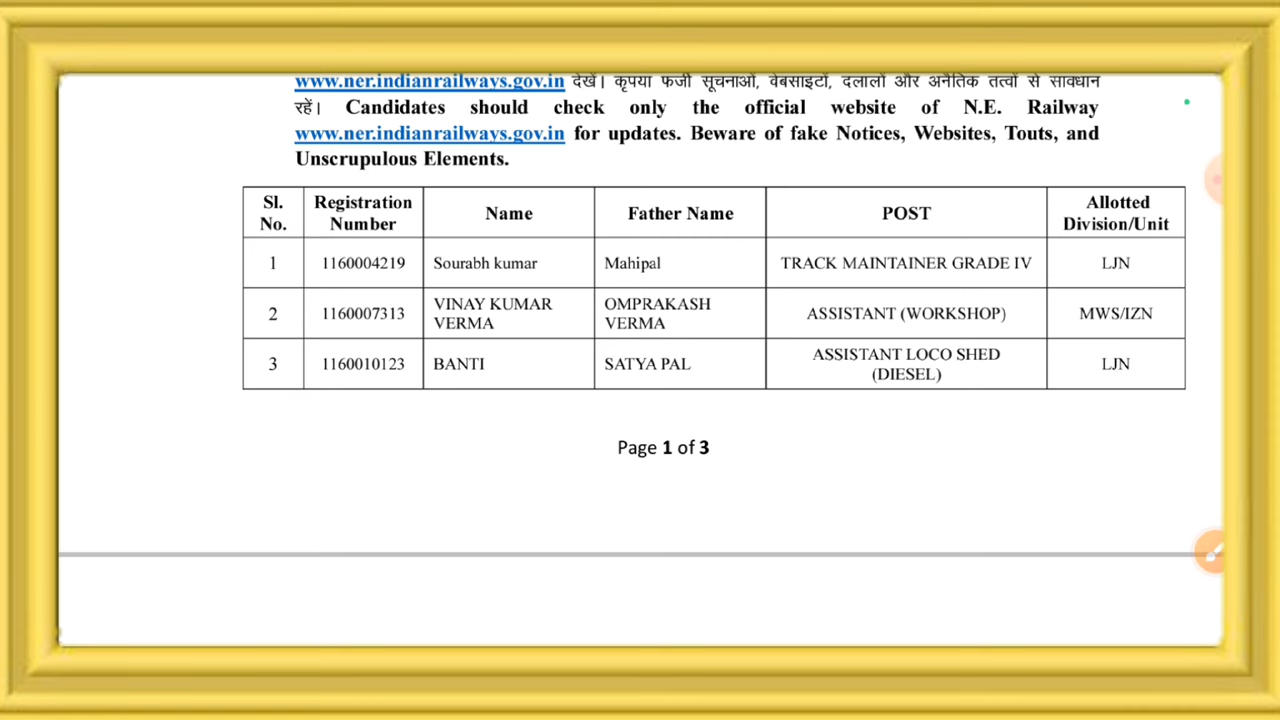 www.ner.indianrailways.gov.in देखें। कृपया फर्जी सूचनाओं, वेबसाइटों, दलालों और अनैतिक तत्वों से सावधान
रहें। Candidates should check only the official website of N.E. Railway
www.ner.indianrailways.gov.in for updates. Beware of fake Notices, Websites, Touts, and
Unscrupulous Elements.
Sl. No. Registration Number Name Father Name POST Allotted Division/Unit
1 1160004219 Sourabh kumar Mahipal TRACK MAINTAINER GRADE IV LJN
2 1160007313 VINAY KUMAR VERMA OMPRAKASH VERMA ASSISTANT (WORKSHOP) MWS/IZN
3 1160010123 BANTI SATYA PAL ASSISTANT LOCO SHED (DIESEL) LJN
Page 1 of 3